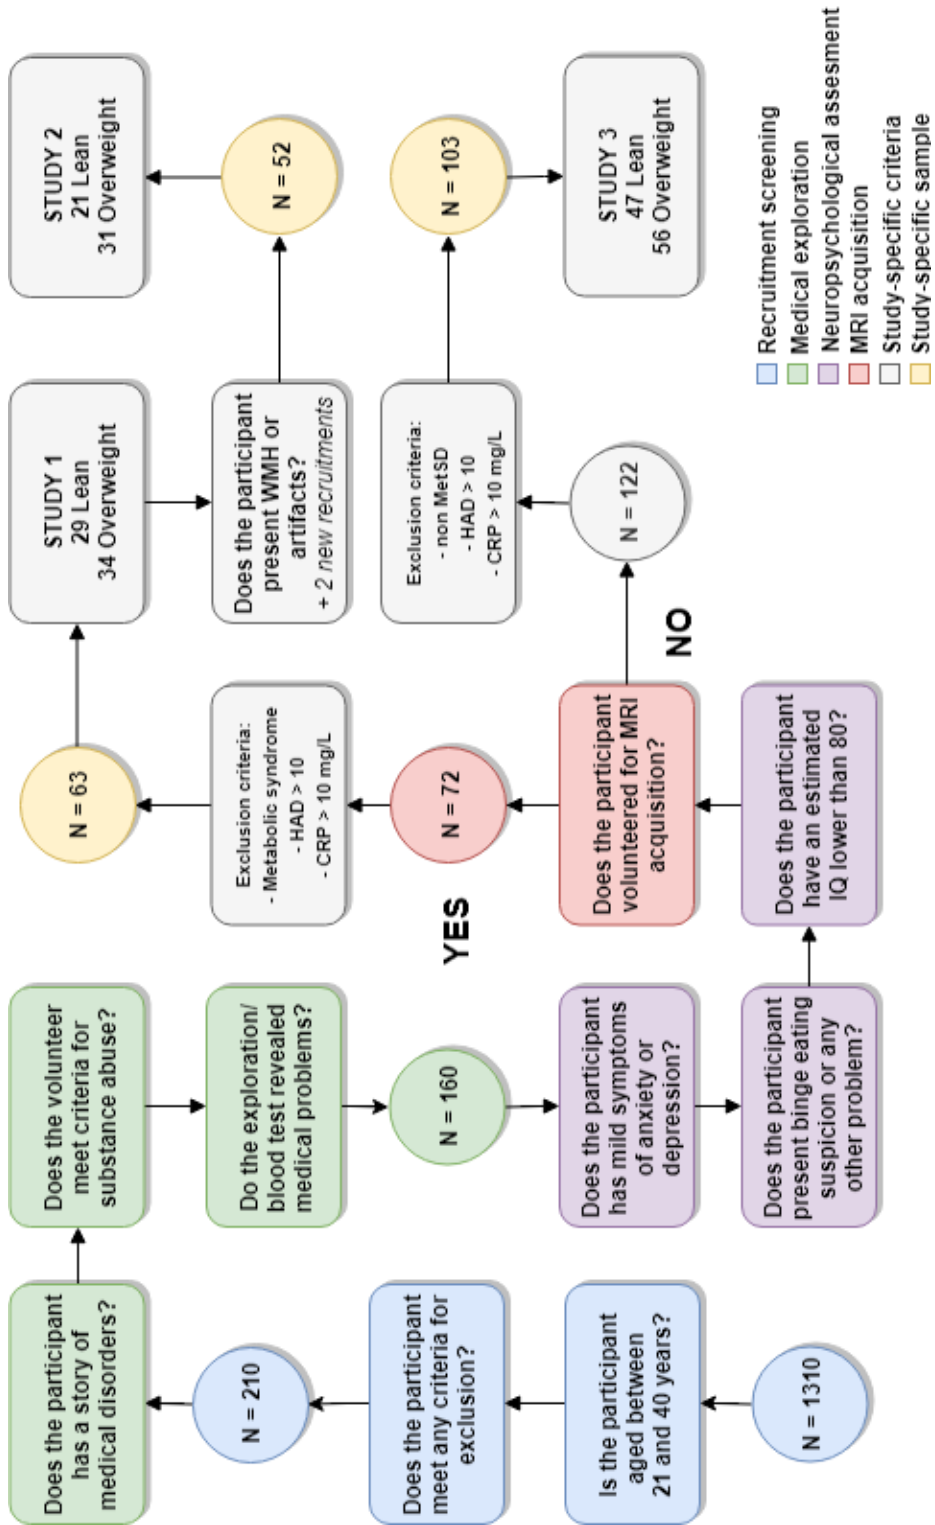 N = 1310
Is the participant
aged between
21 and 40 years?
Does the participant
meet any criteria for
exclusion?
N = 210
Does the participant
has a story of
medical disorders?
Does the volunteer
meet criteria for
substance abuse?
Do the exploration/
blood test revealed
medical problems?
N = 160
Does the participant
has mild symptoms
of anxiety or
depression?
Does the participant
present binge eating
suspicion or any
other problem?
Does the participant
have an estimated
IQ lower than 80?
Does the participant
volunteered for MRI
acquisition?
YES
N = 72
Exclusion criteria:
- Metabolic syndrome
- HAD > 10
- CRP > 10 mg/L
N = 63
STUDY 1
29 Lean
34 Overweight
Does the participant
present WMH or
artifacts?
+ 2 new recruitments
N = 52
STUDY 2
21 Lean
31 Overweight
NO
N = 122
Exclusion criteria:
- non MetSD
- HAD > 10
- CRP > 10 mg/L
N = 103
STUDY 3
47 Lean
56 Overweight
Recruitment screening
Medical exploration
Neuropsychological assesment
MRI acquisition
Study-specific criteria
Study-specific sample